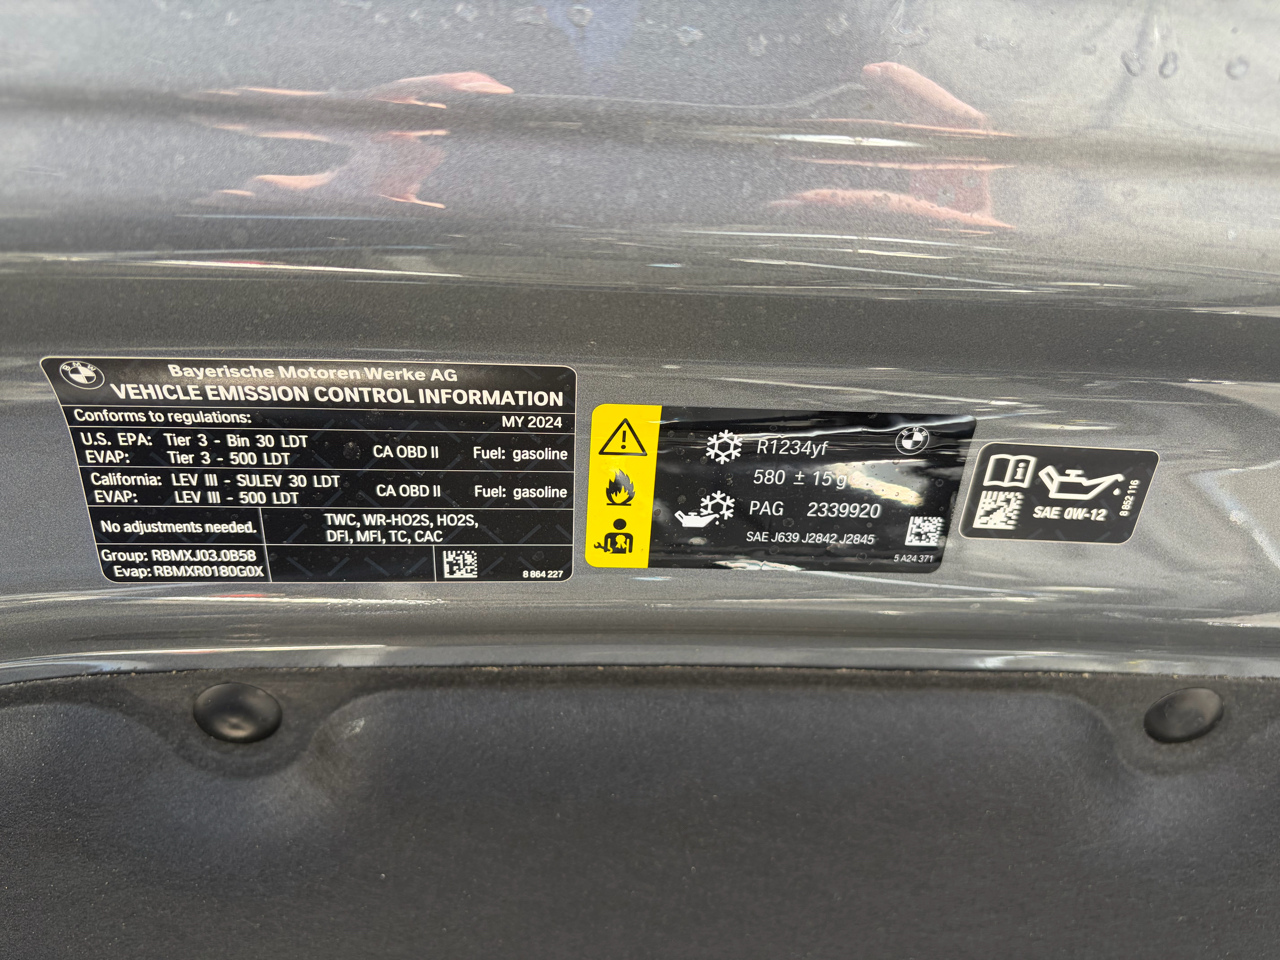 BMW
Bayerische Motoren Werke AG
VEHICLE EMISSION CONTROL INFORMATION
Conforms to regulations: MY 2024
U.S. EPA: Tier 3 - Bin 30 LDT
EVAP: Tier 3 - 500 LDT
CA OBD II Fuel: gasoline
California: LEV III - SULEV 30 LDT
EVAP: LEV III - 500 LDT
CA OBD II Fuel: gasoline
No adjustments needed.
TWC, WR-HO2S, HO2S,
DFI, MFI, TC, CAC
Group: RBMXJ03.0B58
Evap: RBMXR0180G0X
8 864 227
BMW
R1234yf
580 ± 15 g
PAG 2339920
SAE J639 J2842 J2845
5 A24 371
SAE 0W-12
8 852 116